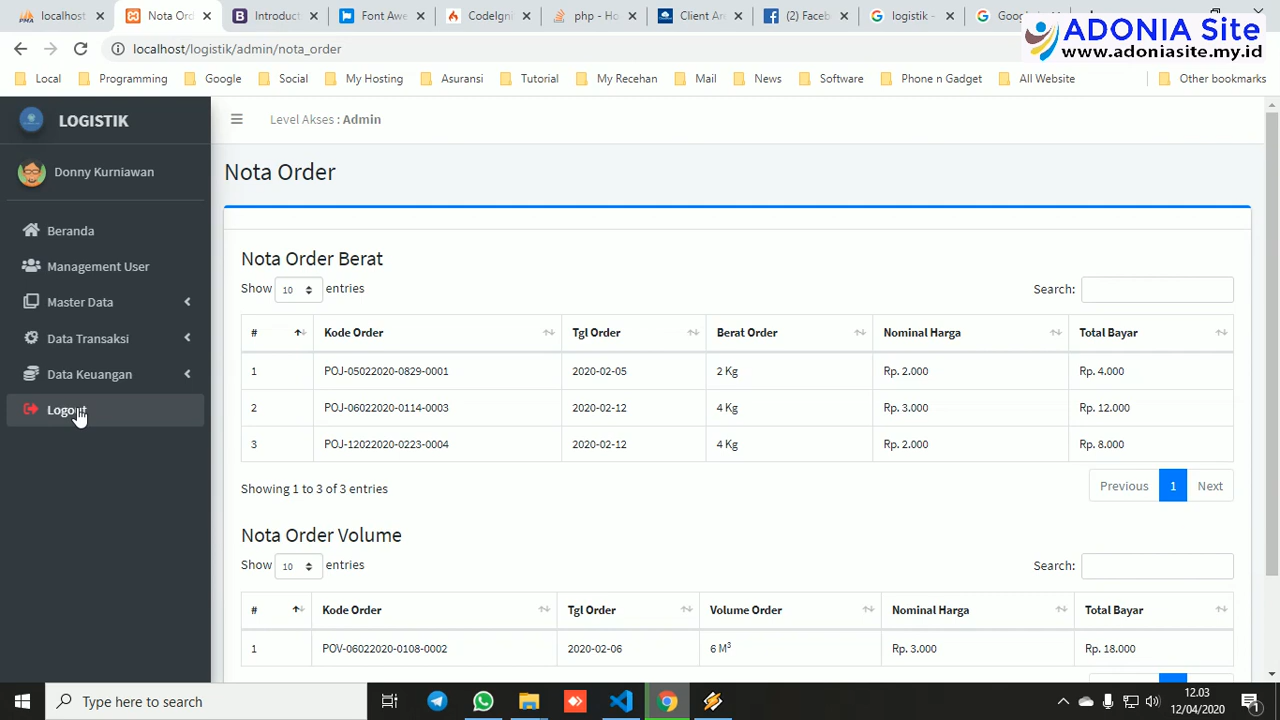 localhost/
Nota Ord
Introduct
Font Awe
CodeIgni
php - Ho
Client Ar
(2) Faceb
logistik -
ADONIA Site
www.adoniasite.my.id
localhost/logistik/admin/nota_order
Local
Programming
Google
Social
My Hosting
Asuransi
Tutorial
My Recehan
Mail
News
Software
Phone n Gadget
All Website
Other bookmarks
LOGISTIK
Level Akses : Admin
Donny Kurniawan
Beranda
Management User
Master Data
Data Transaksi
Data Keuangan
Logout
Nota Order
Nota Order Berat
Show 10 entries
Search:
# Kode Order Tgl Order Berat Order Nominal Harga Total Bayar
1 POJ-05022020-0829-0001 2020-02-05 2 Kg Rp. 2.000 Rp. 4.000
2 POJ-06022020-0114-0003 2020-02-12 4 Kg Rp. 3.000 Rp. 12.000
3 POJ-12022020-0223-0004 2020-02-12 4 Kg Rp. 2.000 Rp. 8.000
Showing 1 to 3 of 3 entries
Previous 1 Next
Nota Order Volume
Show 10 entries
Search:
# Kode Order Tgl Order Volume Order Nominal Harga Total Bayar
1 POV-06022020-0108-0002 2020-02-06 6 M³ Rp. 3.000 Rp. 18.000
Type here to search
12.03
12/04/2020